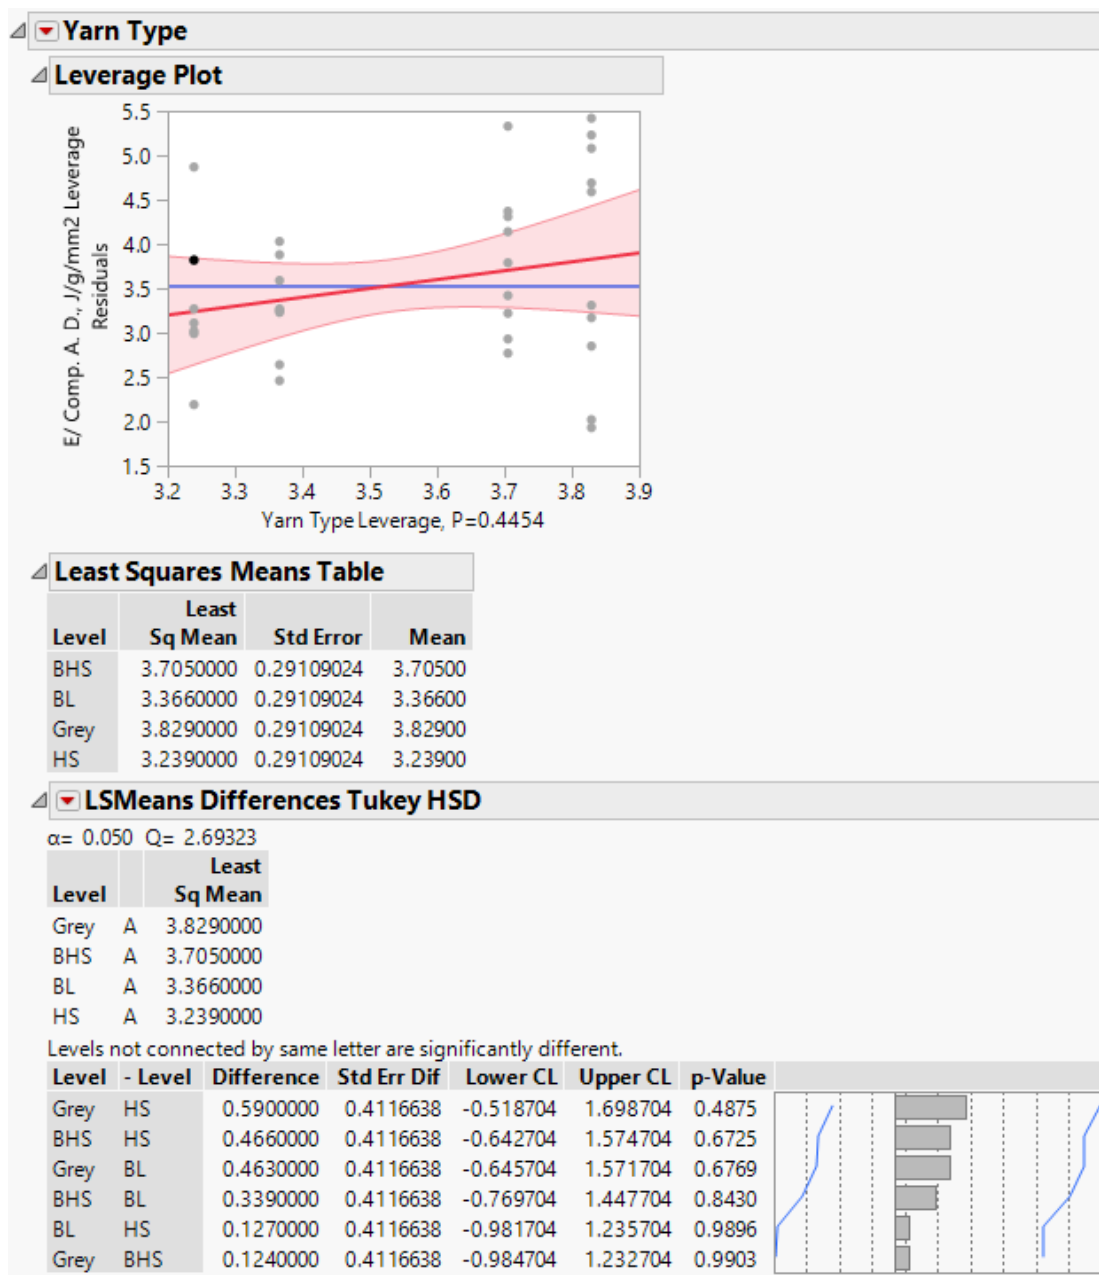 Yarn Type
Leverage Plot
5.5
5.0
4.5
4.0
3.5
3.0
2.5
2.0
1.5
E/ Comp. A. D., J/g/mm2 Leverage
Residuals
3.2 3.3 3.4 3.5 3.6 3.7 3.8 3.9
Yarn Type Leverage, P=0.4454
Least Squares Means Table
Least
Level Sq Mean Std Error Mean
BHS 3.7050000 0.29109024 3.70500
BL 3.3660000 0.29109024 3.36600
Grey 3.8290000 0.29109024 3.82900
HS 3.2390000 0.29109024 3.23900
LSMeans Differences Tukey HSD
α= 0.050 Q= 2.69323
Least
Level Sq Mean
Grey A 3.8290000
BHS A 3.7050000
BL A 3.3660000
HS A 3.2390000
Levels not connected by same letter are significantly different.
Level - Level Difference Std Err Dif Lower CL Upper CL p-Value
Grey HS 0.5900000 0.4116638 -0.518704 1.698704 0.4875
BHS HS 0.4660000 0.4116638 -0.642704 1.574704 0.6725
Grey BL 0.4630000 0.4116638 -0.645704 1.571704 0.6769
BHS BL 0.3390000 0.4116638 -0.769704 1.447704 0.8430
BL HS 0.1270000 0.4116638 -0.981704 1.235704 0.9896
Grey BHS 0.1240000 0.4116638 -0.984704 1.232704 0.9903